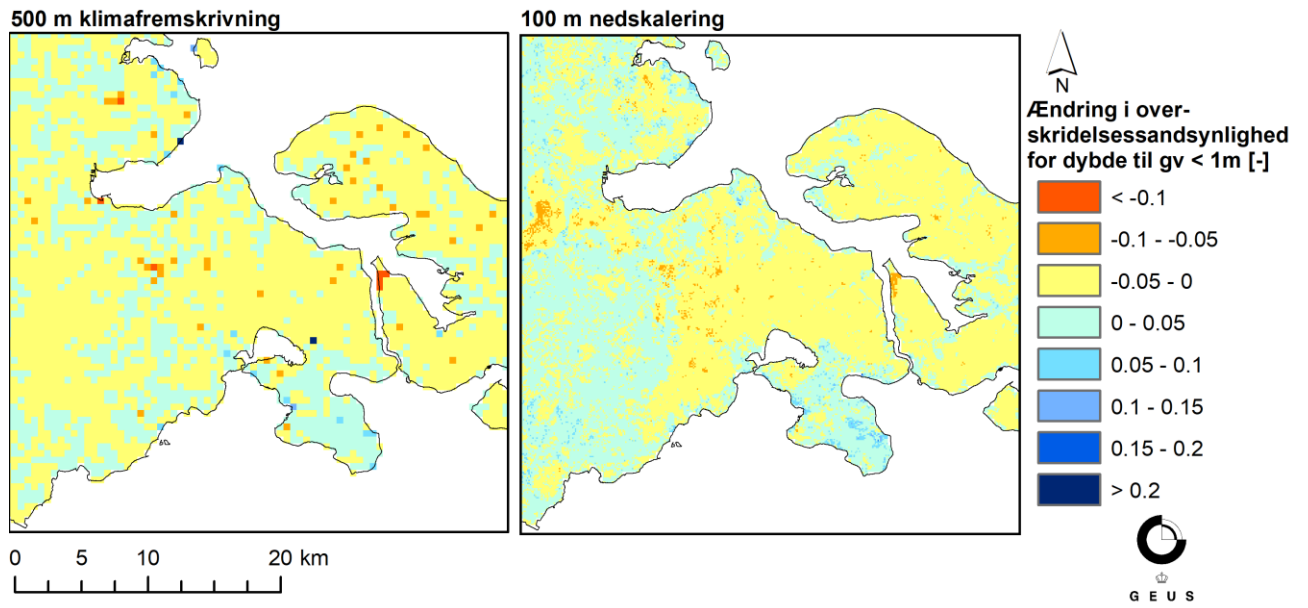 500 m klimafremskrivning
100 m nedskalering
N
Ændring i over-
skridelsessandsynlighed
for dybde til gv < 1m [-]
< -0.1
-0.1 - -0.05
-0.05 - 0
0 - 0.05
0.05 - 0.1
0.1 - 0.15
0.15 - 0.2
> 0.2
0 5 10 20 km
G E U S